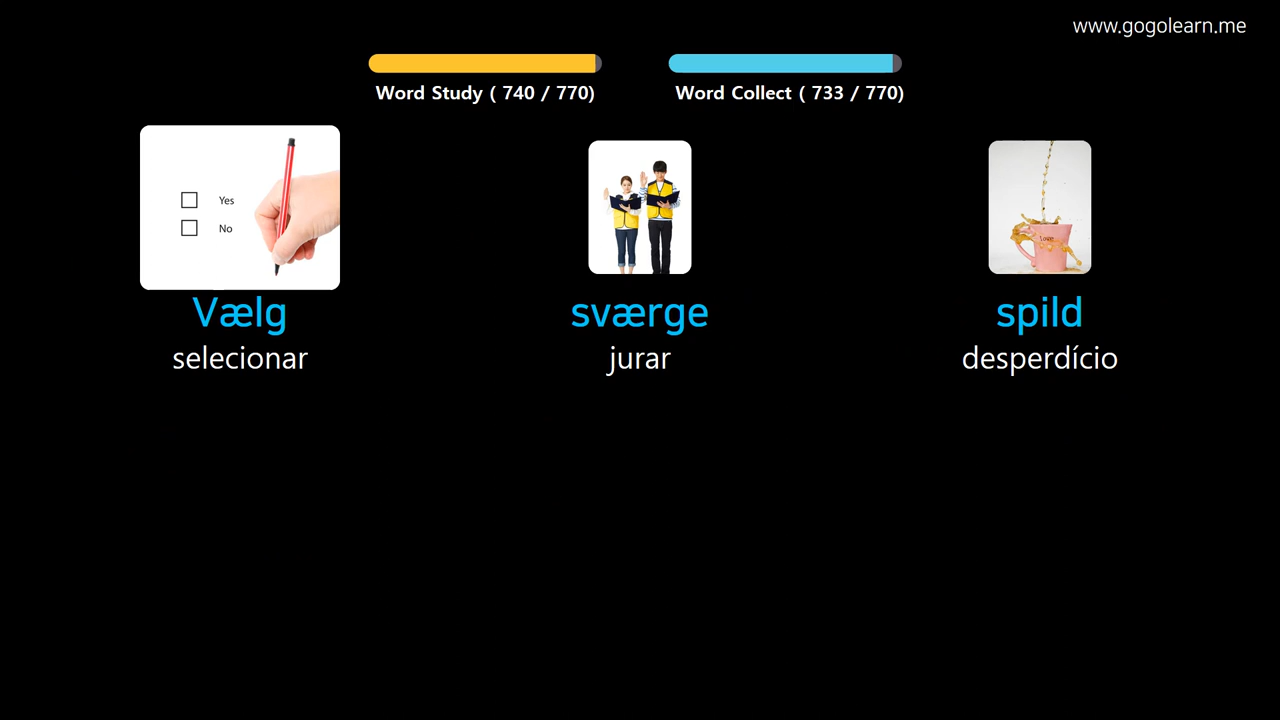 www.gogolearn.me
Word Study ( 740 / 770)
Word Collect ( 733 / 770)
Yes
No
Love
Vælg
sværge
spild
selecionar
jurar
desperdício